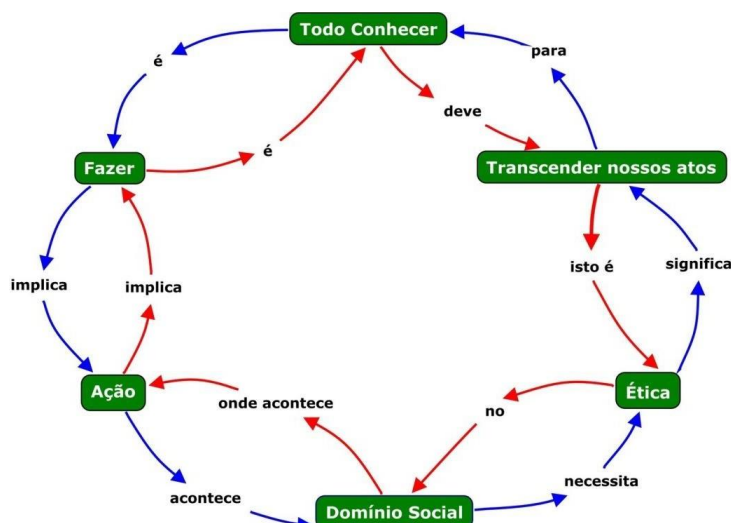 Todo Conhecer
é
para
deve
é
Fazer
Transcender nossos atos
isto é
significa
implica
implica
Ação
onde acontece
Ética
no
acontece
necessita
Domínio Social